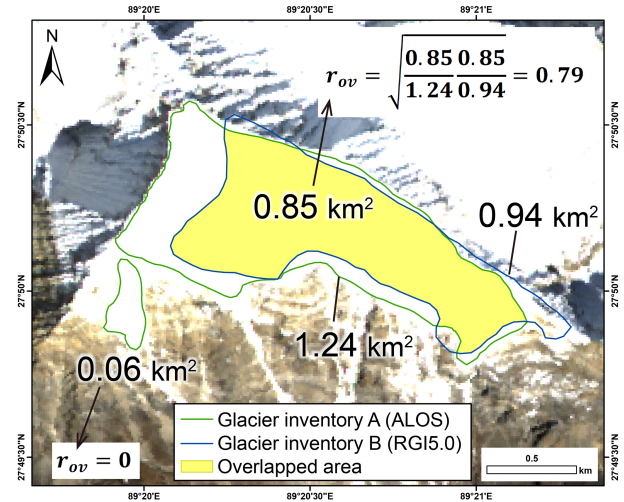 89°20'E 89°20'30"E 89°21'E
N
r_ov = √(0.85/1.24 0.85/0.94) = 0.79
27°50'30"N 27°50'30"N
0.85 km²
0.94 km²
27°50'N 27°50'N
1.24 km²
0.06 km²
r_ov = 0
Glacier inventory A (ALOS)
Glacier inventory B (RGI5.0)
Overlapped area
0.5
km
27°49'30"N 27°49'30"N
89°20'E 89°20'30"E 89°21'E